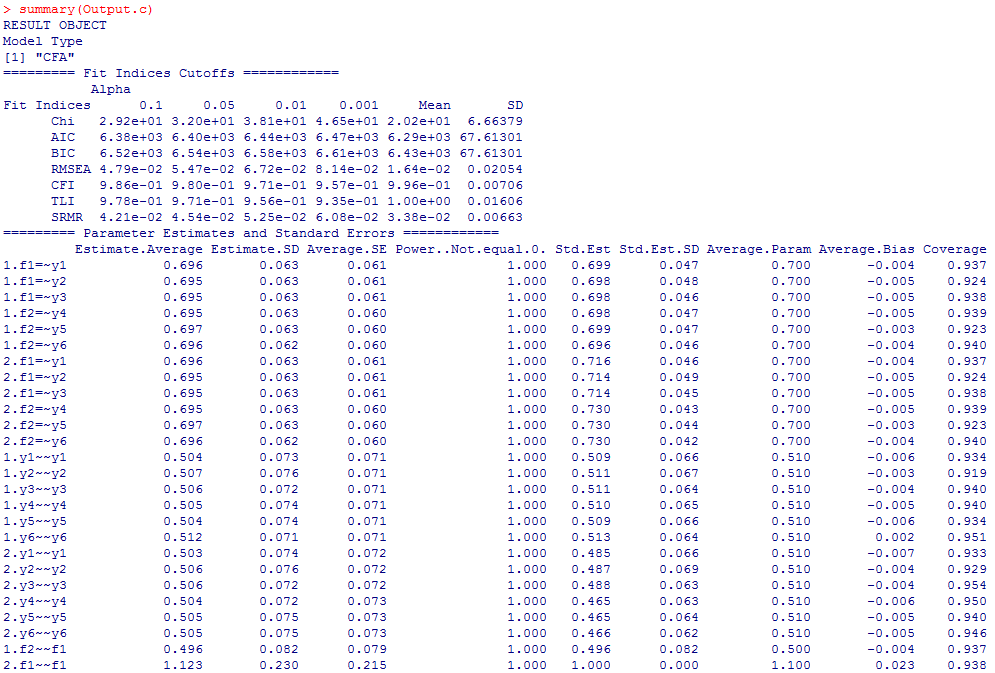 > summary(Output.c)
RESULT OBJECT
Model Type
[1] "CFA"
========= Fit Indices Cutoffs ============
           Alpha
Fit Indices      0.1     0.05     0.01    0.001     Mean       SD
      Chi   2.92e+01 3.20e+01 3.81e+01 4.65e+01 2.02e+01  6.66379
      AIC   6.38e+03 6.40e+03 6.44e+03 6.47e+03 6.29e+03 67.61301
      BIC   6.52e+03 6.54e+03 6.58e+03 6.61e+03 6.43e+03 67.61301
      RMSEA 4.79e-02 5.47e-02 6.72e-02 8.14e-02 1.64e-02  0.02054
      CFI   9.86e-01 9.80e-01 9.71e-01 9.57e-01 9.96e-01  0.00706
      TLI   9.78e-01 9.71e-01 9.56e-01 9.35e-01 1.00e+00  0.01606
      SRMR  4.21e-02 4.54e-02 5.25e-02 6.08e-02 3.38e-02  0.00663
========= Parameter Estimates and Standard Errors ============
         Estimate.Average Estimate.SD Average.SE Power..Not.equal.0. Std.Est Std.Est.SD Average.Param Average.Bias Coverage
1.f1=~y1            0.696       0.063      0.061               1.000   0.699      0.047         0.700       -0.004    0.937
1.f1=~y2            0.695       0.063      0.061               1.000   0.698      0.048         0.700       -0.005    0.924
1.f1=~y3            0.695       0.063      0.061               1.000   0.698      0.046         0.700       -0.005    0.938
1.f2=~y4            0.695       0.063      0.060               1.000   0.698      0.047         0.700       -0.005    0.939
1.f2=~y5            0.697       0.063      0.060               1.000   0.699      0.047         0.700       -0.003    0.923
1.f2=~y6            0.696       0.062      0.060               1.000   0.696      0.046         0.700       -0.004    0.940
2.f1=~y1            0.696       0.063      0.061               1.000   0.716      0.046         0.700       -0.004    0.937
2.f1=~y2            0.695       0.063      0.061               1.000   0.714      0.049         0.700       -0.005    0.924
2.f1=~y3            0.695       0.063      0.061               1.000   0.714      0.045         0.700       -0.005    0.938
2.f2=~y4            0.695       0.063      0.060               1.000   0.730      0.043         0.700       -0.005    0.939
2.f2=~y5            0.697       0.063      0.060               1.000   0.730      0.044         0.700       -0.003    0.923
2.f2=~y6            0.696       0.062      0.060               1.000   0.730      0.042         0.700       -0.004    0.940
1.y1~~y1            0.504       0.073      0.071               1.000   0.509      0.066         0.510       -0.006    0.934
1.y2~~y2            0.507       0.076      0.071               1.000   0.511      0.067         0.510       -0.003    0.919
1.y3~~y3            0.506       0.072      0.071               1.000   0.511      0.064         0.510       -0.004    0.940
1.y4~~y4            0.505       0.074      0.071               1.000   0.510      0.065         0.510       -0.005    0.940
1.y5~~y5            0.504       0.074      0.071               1.000   0.509      0.066         0.510       -0.006    0.934
1.y6~~y6            0.512       0.071      0.071               1.000   0.513      0.064         0.510        0.002    0.951
2.y1~~y1            0.503       0.074      0.072               1.000   0.485      0.066         0.510       -0.007    0.933
2.y2~~y2            0.506       0.076      0.072               1.000   0.487      0.069         0.510       -0.004    0.929
2.y3~~y3            0.506       0.072      0.072               1.000   0.488      0.063         0.510       -0.004    0.954
2.y4~~y4            0.504       0.072      0.073               1.000   0.465      0.063         0.510       -0.006    0.950
2.y5~~y5            0.505       0.075      0.073               1.000   0.465      0.064         0.510       -0.005    0.940
2.y6~~y6            0.505       0.075      0.073               1.000   0.466      0.062         0.510       -0.005    0.946
1.f2~~f1            0.496       0.082      0.079               1.000   0.496      0.082         0.500       -0.004    0.937
2.f1~~f1            1.123       0.230      0.215               1.000   1.000      0.000         1.100        0.023    0.938